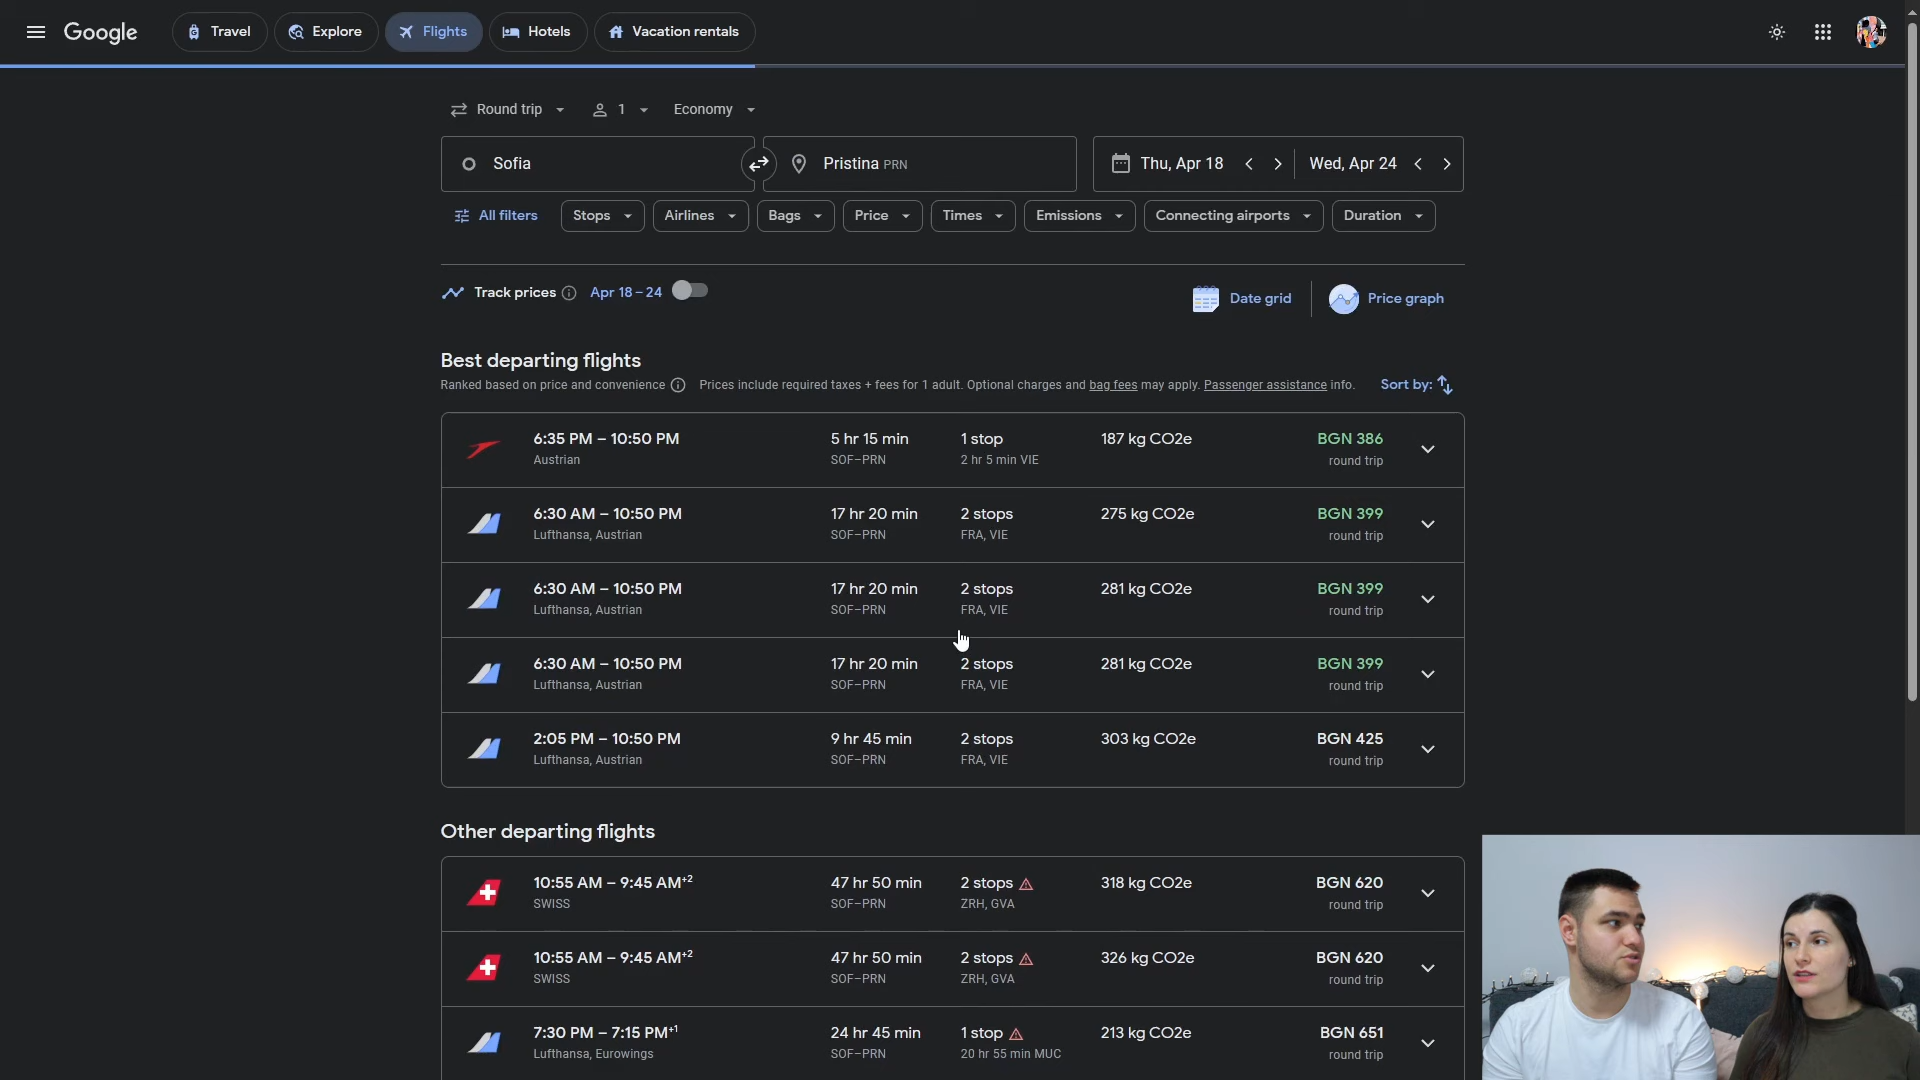 Google
Travel
Explore
Flights
Hotels
Vacation rentals
Round trip
1
Economy
Sofia
Pristina PRN
Thu, Apr 18
Wed, Apr 24
All filters
Stops
Airlines
Bags
Price
Times
Emissions
Connecting airports
Duration
Track prices
Apr 18 – 24
Date grid
Price graph
Best departing flights
Ranked based on price and convenience
Prices include required taxes + fees for 1 adult. Optional charges and bag fees may apply. Passenger assistance info.
Sort by:
6:35 PM – 10:50 PM 5 hr 15 min 1 stop 187 kg CO2e BGN 386
Austrian SOF–PRN 2 hr 5 min VIE round trip
6:30 AM – 10:50 PM 17 hr 20 min 2 stops 275 kg CO2e BGN 399
Lufthansa, Austrian SOF–PRN FRA, VIE round trip
6:30 AM – 10:50 PM 17 hr 20 min 2 stops 281 kg CO2e BGN 399
Lufthansa, Austrian SOF–PRN FRA, VIE round trip
6:30 AM – 10:50 PM 17 hr 20 min 2 stops 281 kg CO2e BGN 399
Lufthansa, Austrian SOF–PRN FRA, VIE round trip
2:05 PM – 10:50 PM 9 hr 45 min 2 stops 303 kg CO2e BGN 425
Lufthansa, Austrian SOF–PRN FRA, VIE round trip
Other departing flights
10:55 AM – 9:45 AM+2 47 hr 50 min 2 stops 318 kg CO2e BGN 620
SWISS SOF–PRN ZRH, GVA round trip
10:55 AM – 9:45 AM+2 47 hr 50 min 2 stops 326 kg CO2e BGN 620
SWISS SOF–PRN ZRH, GVA round trip
7:30 PM – 7:15 PM+1 24 hr 45 min 1 stop 213 kg CO2e BGN 651
Lufthansa, Eurowings SOF–PRN 20 hr 55 min MUC round trip